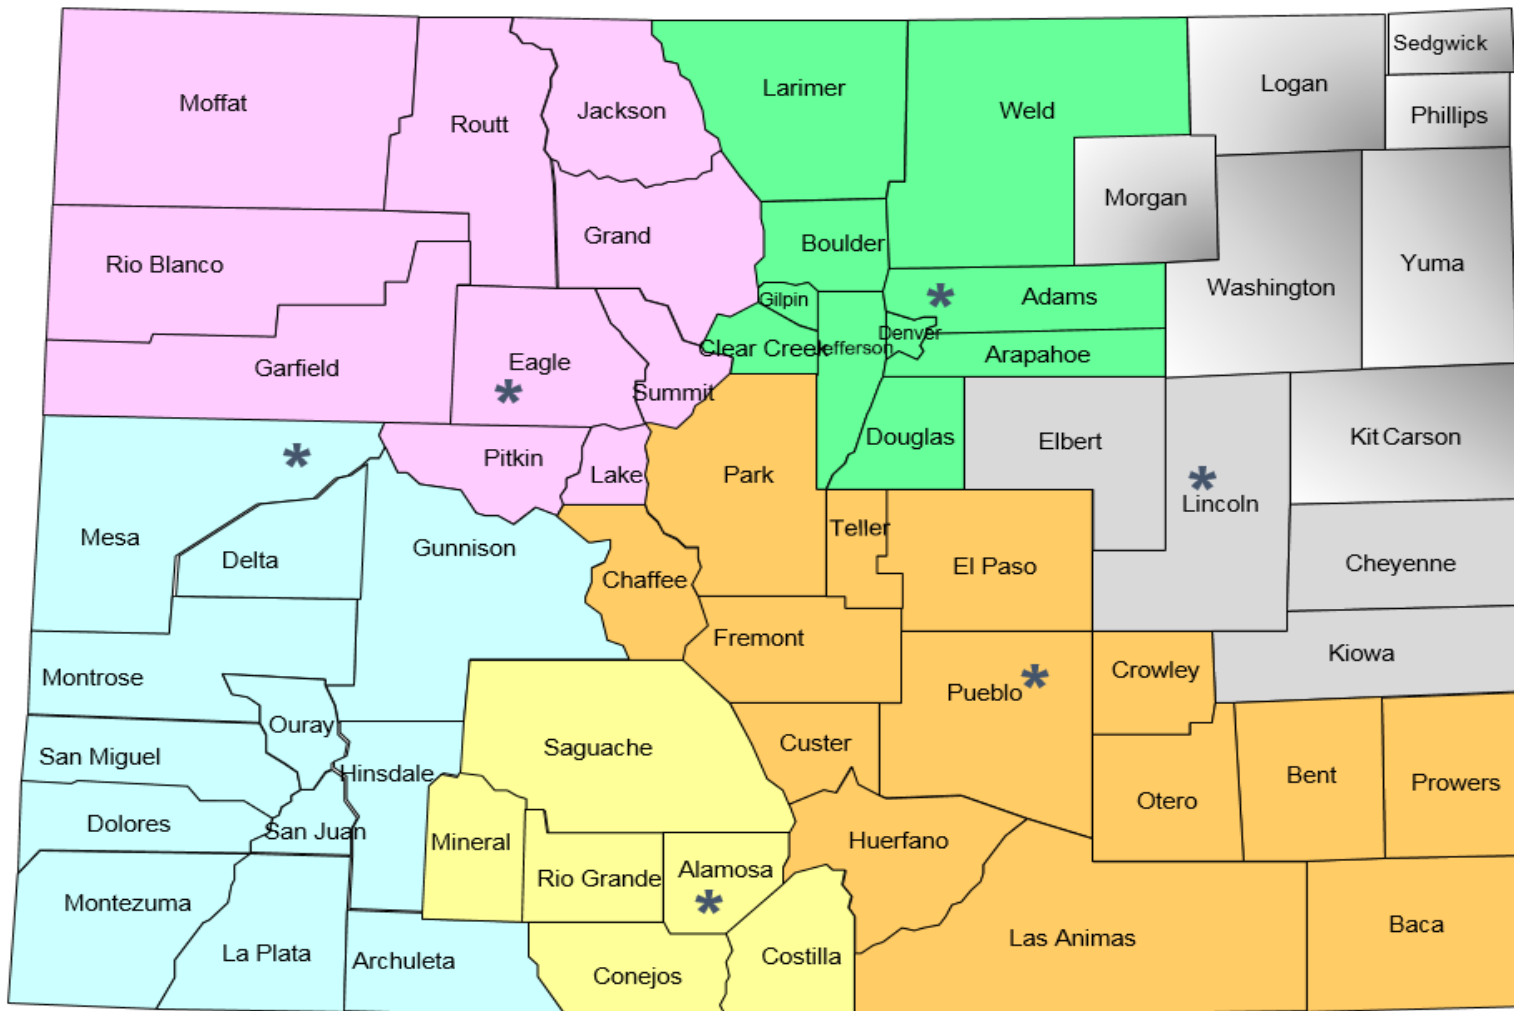 Sedgwick
Logan
Larimer
Moffat
Weld
Jackson
Phillips
Routt
Morgan
Grand
Boulder
Rio Blanco
Yuma
Washington
Adams
*
Gilpin
Denver
Clear Creek
Jefferson
Arapahoe
Eagle
Garfield
*
Summit
Douglas
Elbert
Kit Carson
*
Pitkin
Lake
Park
*
Lincoln
Teller
Mesa
Gunnison
Delta
Chaffee
El Paso
Cheyenne
Fremont
Kiowa
Crowley
Montrose
Pueblo
*
Ouray
Custer
Saguache
San Miguel
Hinsdale
Bent
Prowers
Otero
Dolores
San Juan
Mineral
Huerfano
Alamosa
Rio Grande
*
Montezuma
Baca
Las Animas
La Plata
Costilla
Archuleta
Conejos